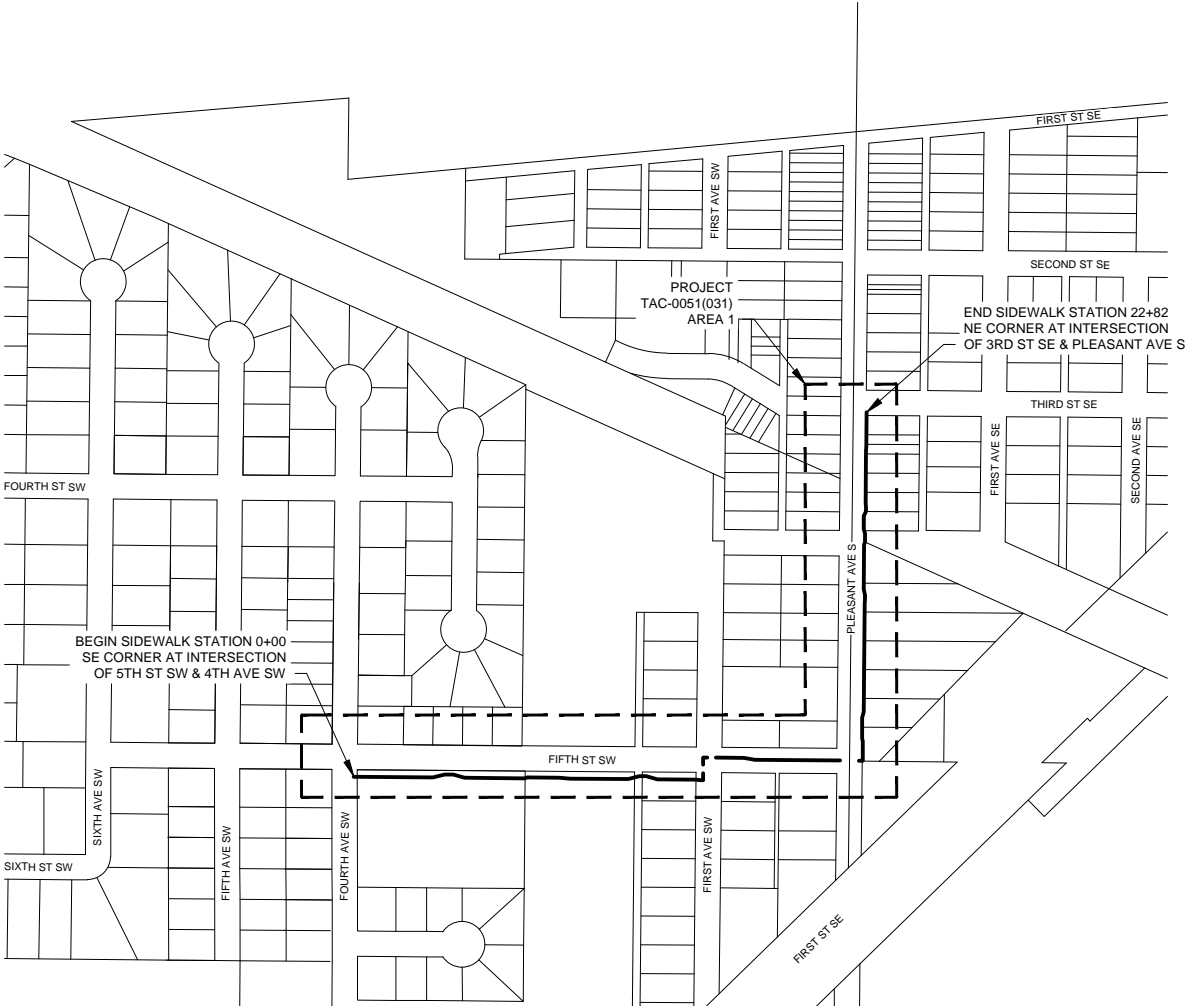 FIRST ST SE
FIRST AVE SW
SECOND ST SE
PROJECT
TAC-0051(031)
AREA 1
END SIDEWALK STATION 22+82
NE CORNER AT INTERSECTION
OF 3RD ST SE & PLEASANT AVE S
THIRD ST SE
FIRST AVE SE
SECOND AVE SE
FOURTH ST SW
PLEASANT AVE S
BEGIN SIDEWALK STATION 0+00
SE CORNER AT INTERSECTION
OF 5TH ST SW & 4TH AVE SW
FIFTH ST SW
SIXTH AVE SW
FIFTH AVE SW
FOURTH AVE SW
FIRST AVE SW
SIXTH ST SW
FIRST ST SE